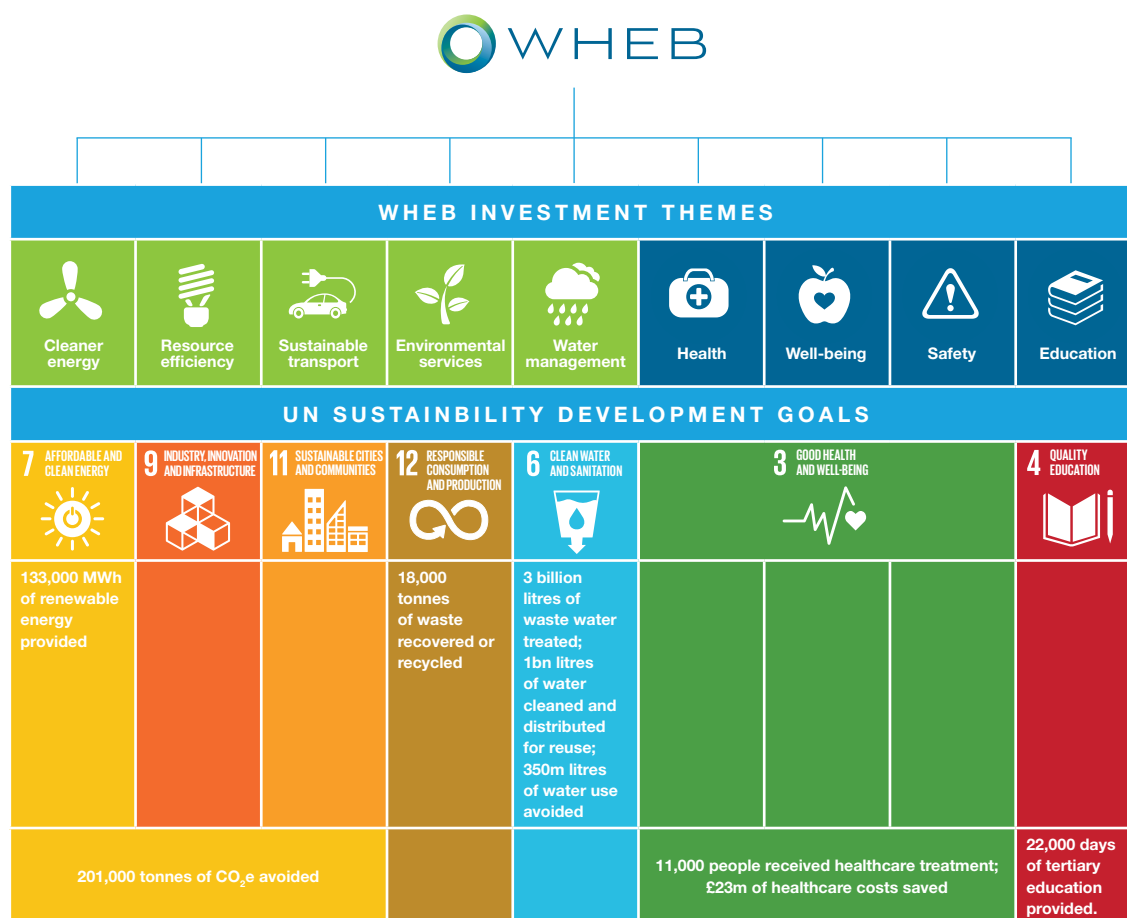 WHEB
WHEB INVESTMENT THEMES
Cleaner
energy
Resource
efficiency
Sustainable
transport
Environmental
services
Water
management
Health
Well-being
Safety
Education
UN SUSTAINBILITY DEVELOPMENT GOALS
7 AFFORDABLE AND
CLEAN ENERGY
9 INDUSTRY, INNOVATION
AND INFRASTRUCTURE
11 SUSTAINABLE CITIES
AND COMMUNITIES
12 RESPONSIBLE
CONSUMPTION
AND PRODUCTION
6 CLEAN WATER
AND SANITATION
3 GOOD HEALTH
AND WELL-BEING
4 QUALITY
EDUCATION
133,000 MWh
of renewable
energy
provided
18,000
tonnes
of waste
recovered or
recycled
3 billion
litres of
waste water
treated;
1bn litres
of water
cleaned and
distributed
for reuse;
350m litres
of water use
avoided
201,000 tonnes of CO₂e avoided
11,000 people received healthcare treatment;
£23m of healthcare costs saved
22,000 days
of tertiary
education
provided.